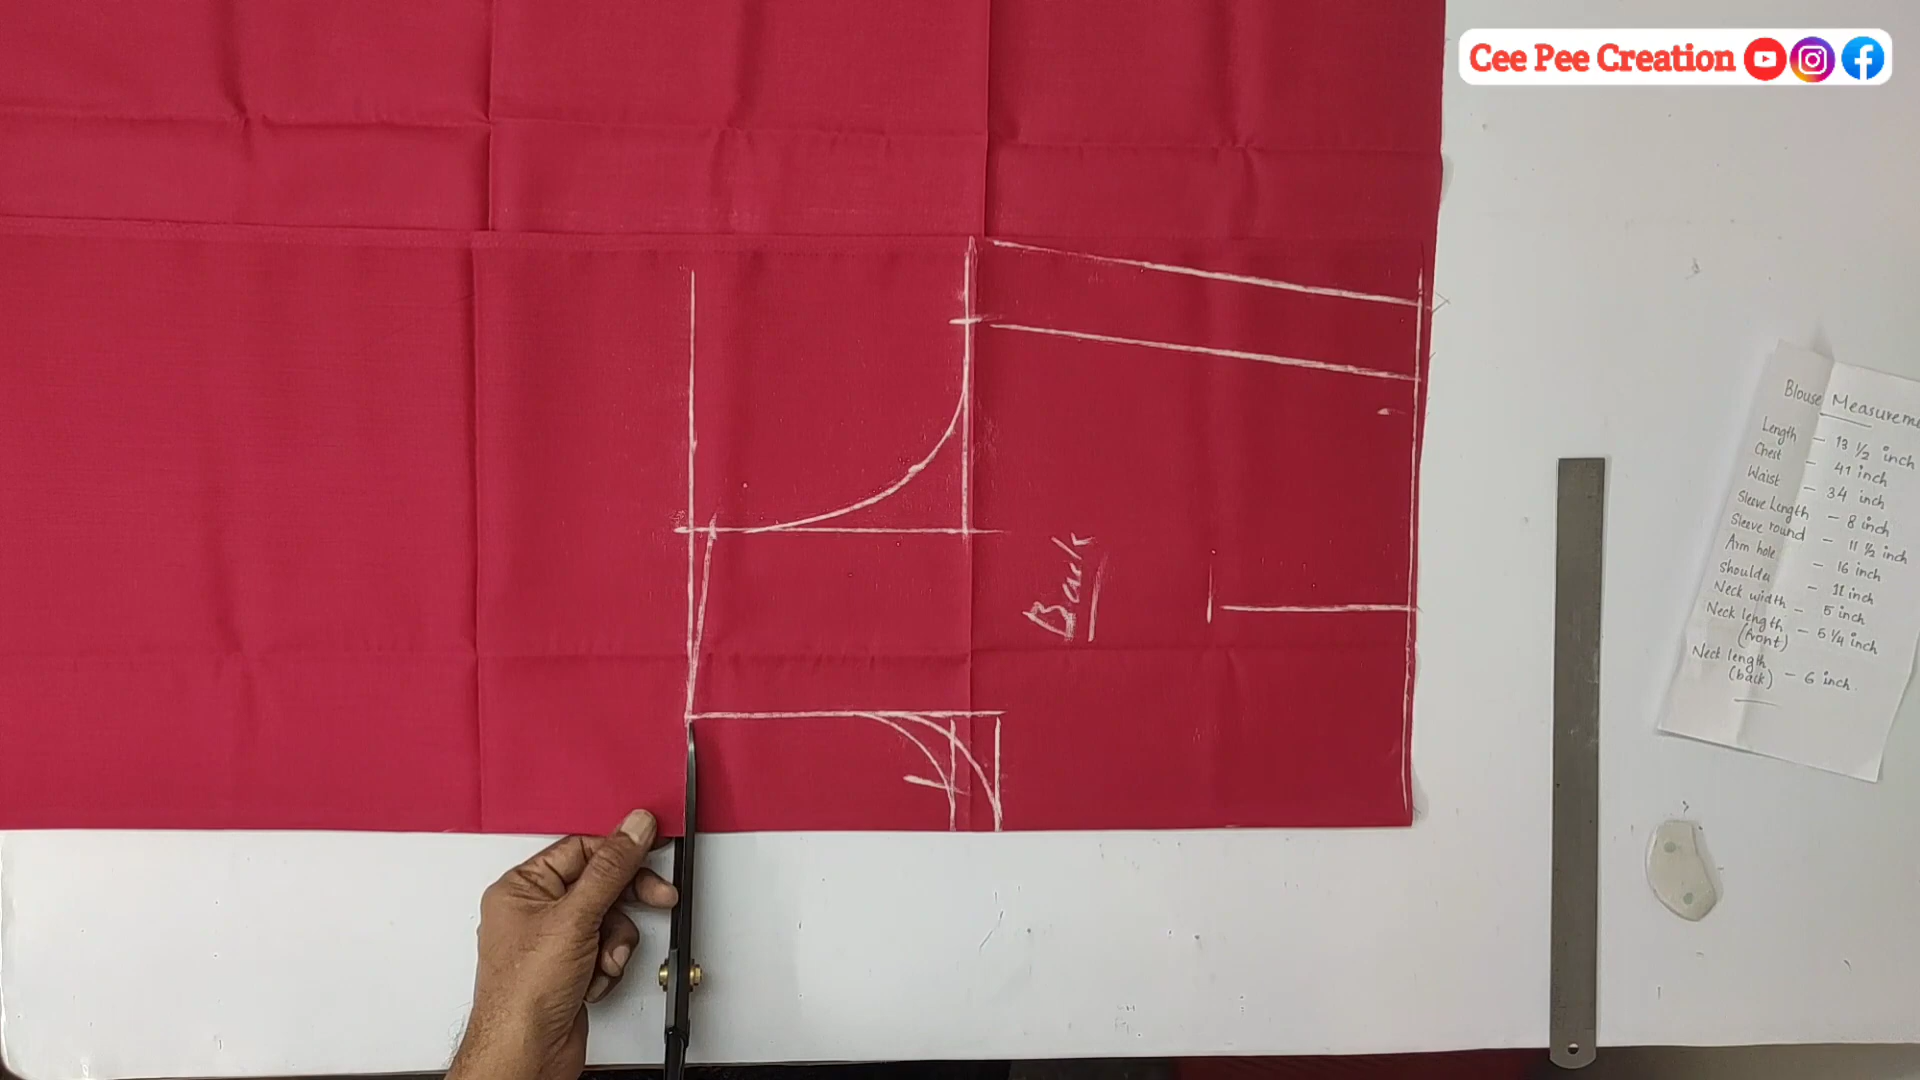 Cee Pee Creation
Back
F
Blouse Measureme
Length – 13 1/2 inch
Chest – 41 inch
Waist – 34 inch
Sleeve Length – 8 inch
Sleeve round – 11 1/2 inch
Arm hole – 16 inch
Shoulder – 11 inch
Neck width – 5 inch
Neck length (front) – 5 1/4 inch
Neck length (back) – 6 inch.